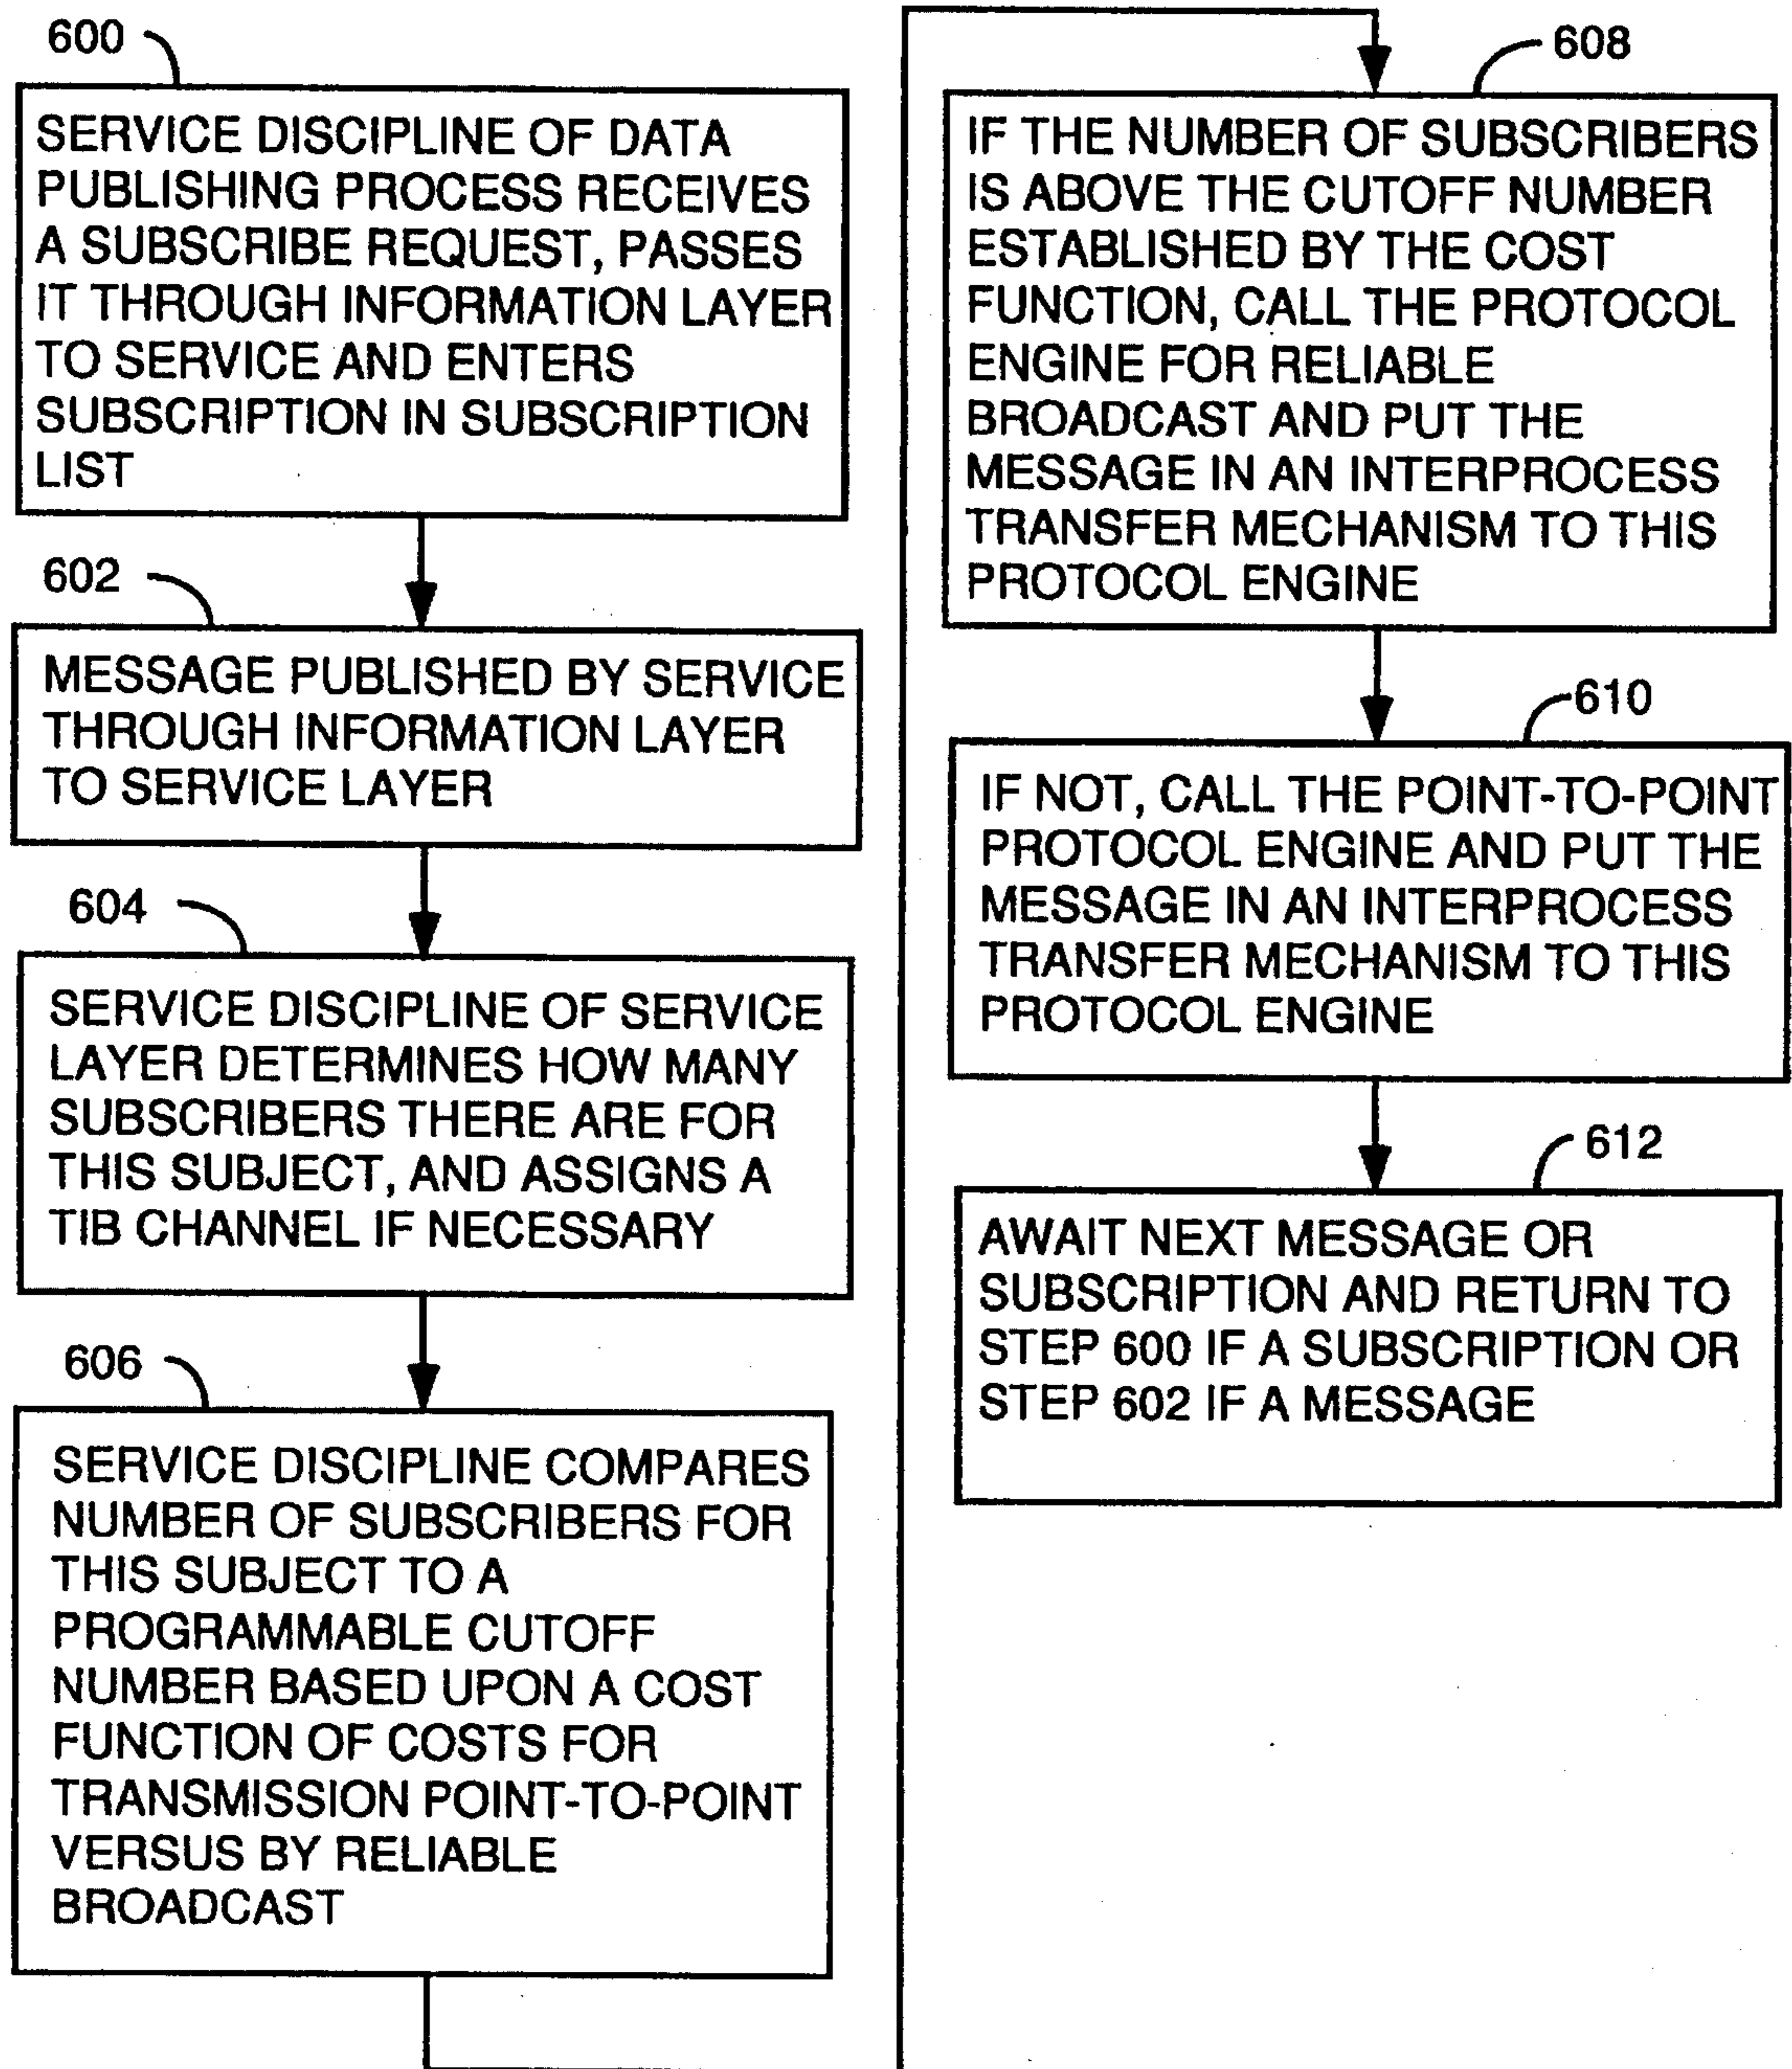 600
SERVICE DISCIPLINE OF DATA
PUBLISHING PROCESS RECEIVES
A SUBSCRIBE REQUEST, PASSES
IT THROUGH INFORMATION LAYER
TO SERVICE AND ENTERS
SUBSCRIPTION IN SUBSCRIPTION
LIST
602
MESSAGE PUBLISHED BY SERVICE
THROUGH INFORMATION LAYER
TO SERVICE LAYER
604
SERVICE DISCIPLINE OF SERVICE
LAYER DETERMINES HOW MANY
SUBSCRIBERS THERE ARE FOR
THIS SUBJECT, AND ASSIGNS A
TIB CHANNEL IF NECESSARY
606
SERVICE DISCIPLINE COMPARES
NUMBER OF SUBSCRIBERS FOR
THIS SUBJECT TO A
PROGRAMMABLE CUTOFF
NUMBER BASED UPON A COST
FUNCTION OF COSTS FOR
TRANSMISSION POINT-TO-POINT
VERSUS BY RELIABLE
BROADCAST
608
IF THE NUMBER OF SUBSCRIBERS
IS ABOVE THE CUTOFF NUMBER
ESTABLISHED BY THE COST
FUNCTION, CALL THE PROTOCOL
ENGINE FOR RELIABLE
BROADCAST AND PUT THE
MESSAGE IN AN INTERPROCESS
TRANSFER MECHANISM TO THIS
PROTOCOL ENGINE
610
IF NOT, CALL THE POINT-TO-POINT
PROTOCOL ENGINE AND PUT THE
MESSAGE IN AN INTERPROCESS
TRANSFER MECHANISM TO THIS
PROTOCOL ENGINE
612
AWAIT NEXT MESSAGE OR
SUBSCRIPTION AND RETURN TO
STEP 600 IF A SUBSCRIPTION OR
STEP 602 IF A MESSAGE